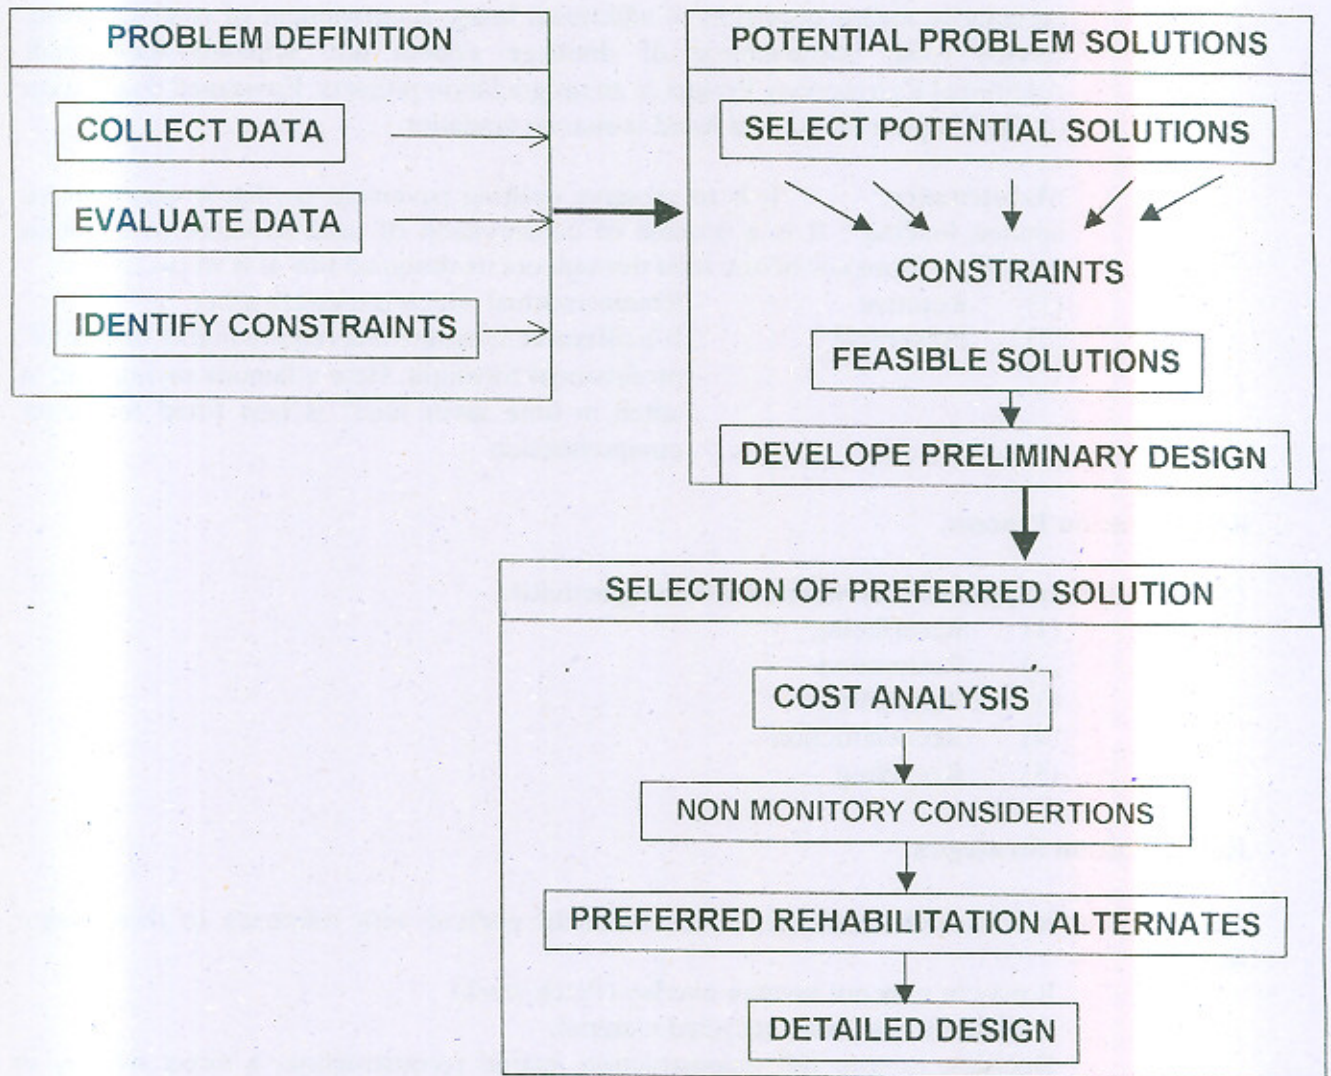 PROBLEM DEFINITION
COLLECT DATA
EVALUATE DATA
IDENTIFY CONSTRAINTS
POTENTIAL PROBLEM SOLUTIONS
SELECT POTENTIAL SOLUTIONS
CONSTRAINTS
FEASIBLE SOLUTIONS
DEVELOPE PRELIMINARY DESIGN
SELECTION OF PREFERRED SOLUTION
COST ANALYSIS
NON MONITORY CONSIDERTIONS
PREFERRED REHABILITATION ALTERNATES
DETAILED DESIGN